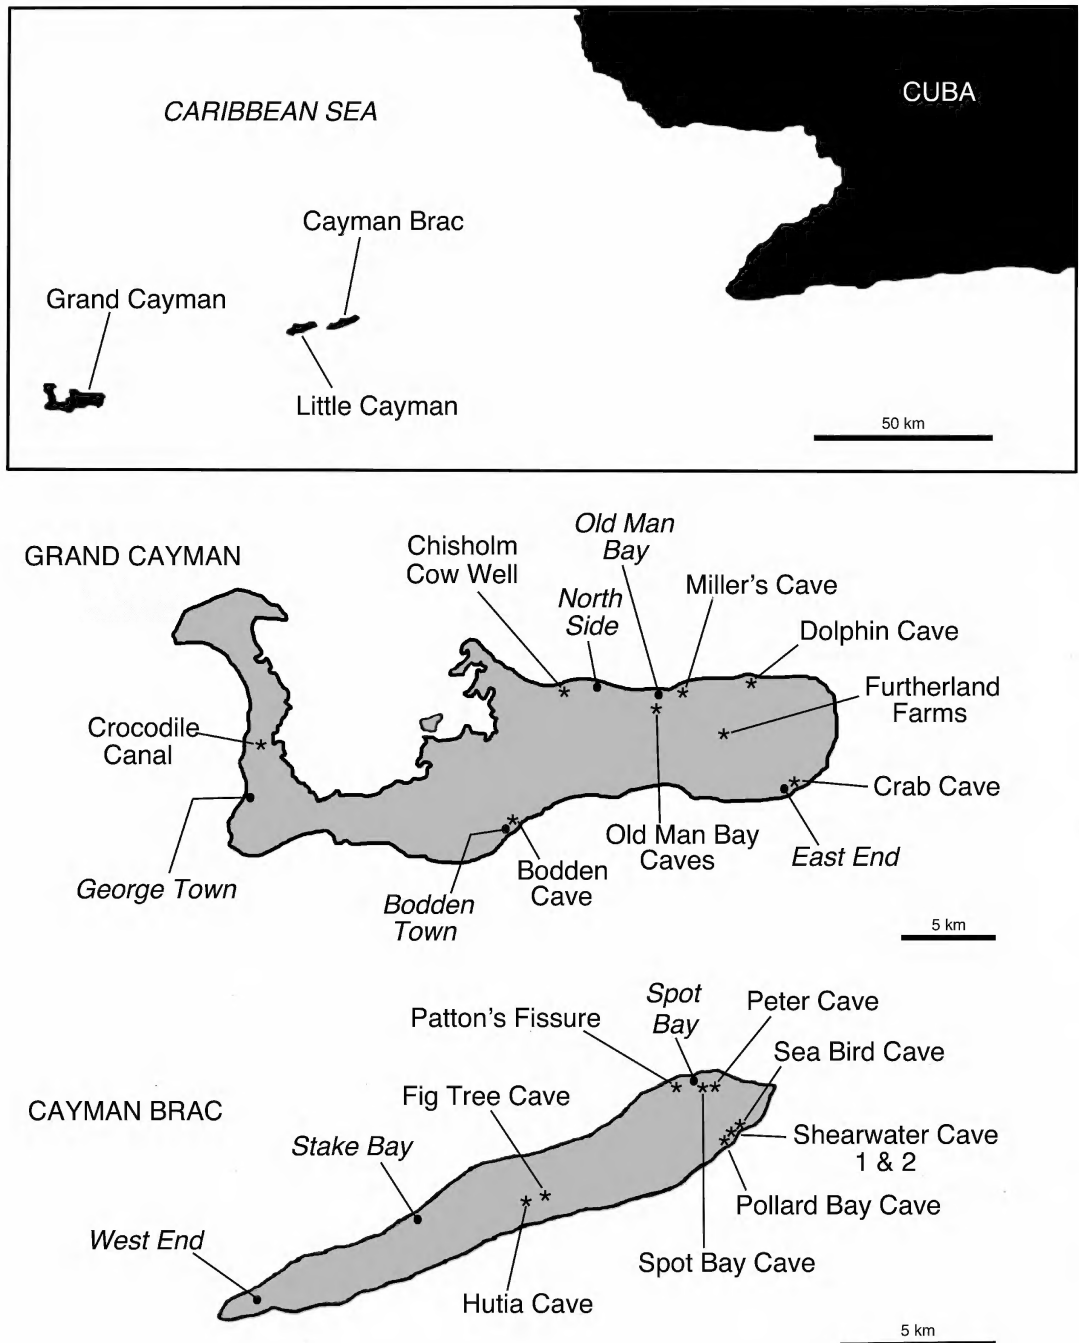 CUBA
CARIBBEAN SEA
Cayman Brac
Grand Cayman
Little Cayman
50 km
GRAND CAYMAN
Old Man
Bay
Chisholm
Cow Well
North
Side
Miller's Cave
Dolphin Cave
Furtherland
Farms
Crocodile
Canal
Crab Cave
Old Man Bay
Caves
East End
Bodden
Cave
George Town
Bodden
Town
5 km
CAYMAN BRAC
Spot
Bay
Peter Cave
Patton's Fissure
Sea Bird Cave
Fig Tree Cave
Shearwater Cave
1 & 2
Stake Bay
Pollard Bay Cave
West End
Spot Bay Cave
Hutia Cave
5 km